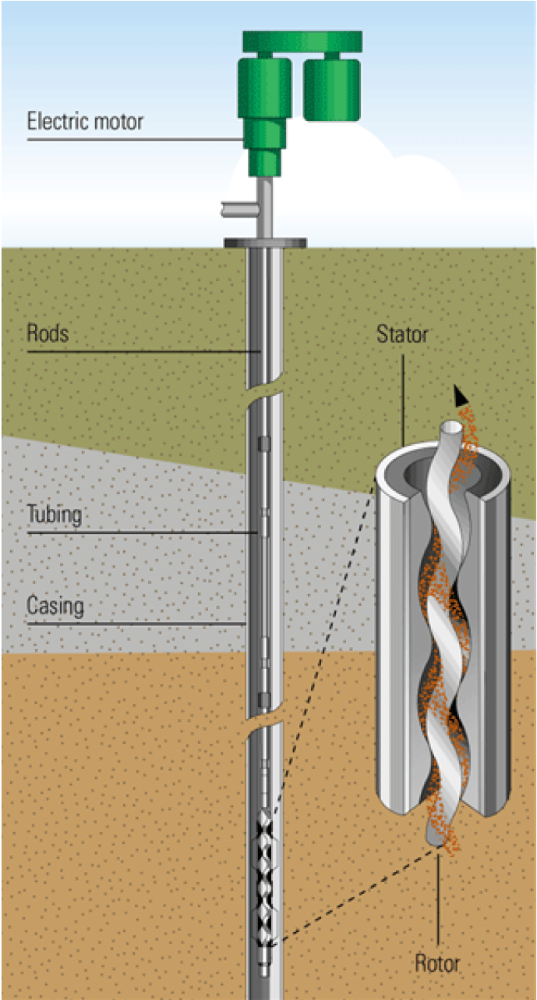 Electric motor
Rods
Stator
Tubing
Casing
Rotor